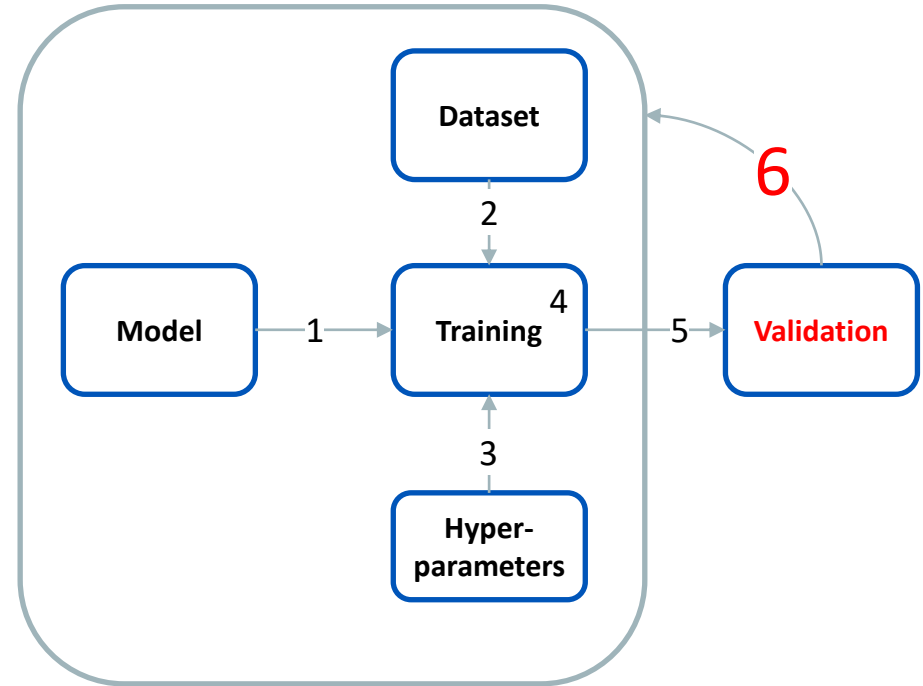 Dataset
6
2
4
Model
1
Training
5
Validation
3
Hyper-
parameters